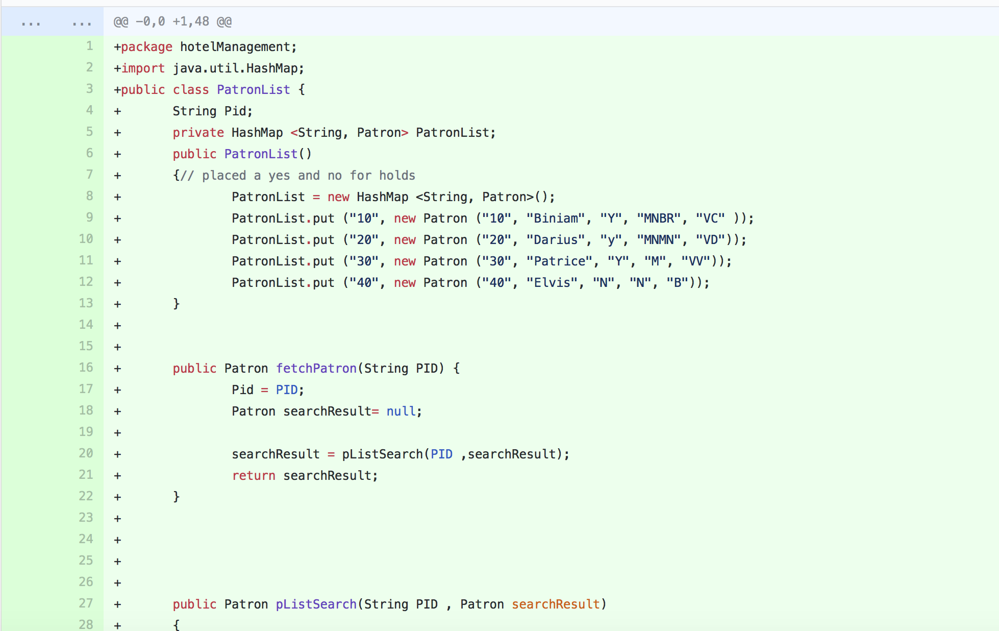 ... ... @@ -0,0 +1,48 @@
1 +package hotelManagement;
2 +import java.util.HashMap;
3 +public class PatronList {
4 + String Pid;
5 + private HashMap <String, Patron> PatronList;
6 + public PatronList()
7 + {// placed a yes and no for holds
8 + PatronList = new HashMap <String, Patron>();
9 + PatronList.put ("10", new Patron ("10", "Biniam", "Y", "MNBR", "VC" ));
10 + PatronList.put ("20", new Patron ("20", "Darius", "y", "MNMN", "VD"));
11 + PatronList.put ("30", new Patron ("30", "Patrice", "Y", "M", "VV"));
12 + PatronList.put ("40", new Patron ("40", "Elvis", "N", "N", "B"));
13 + }
14 +
15 +
16 + public Patron fetchPatron(String PID) {
17 + Pid = PID;
18 + Patron searchResult= null;
19 +
20 + searchResult = pListSearch(PID ,searchResult);
21 + return searchResult;
22 + }
23 +
24 +
25 +
26 +
27 + public Patron pListSearch(String PID , Patron searchResult)
28 + {